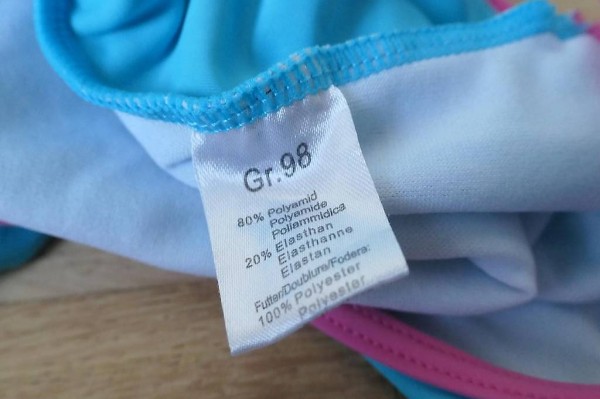 Gr.98
80% Polyamid
Polyamide
Poliammidica
20% Elasthan
Elasthanne
Elastan
Futter/Doublure/Fodera:
100% Polyester
Polyester